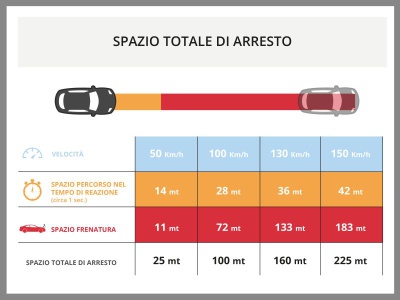 SPAZIO TOTALE DI ARRESTO
VELOCITÀ 50 Km/h 100 Km/h 130 Km/h 150 Km/h
SPAZIO PERCORSO NEL
TEMPO DI REAZIONE
(circa 1 sec.)
14 mt 28 mt 36 mt 42 mt
SPAZIO FRENATURA 11 mt 72 mt 133 mt 183 mt
SPAZIO TOTALE DI ARRESTO 25 mt 100 mt 160 mt 225 mt